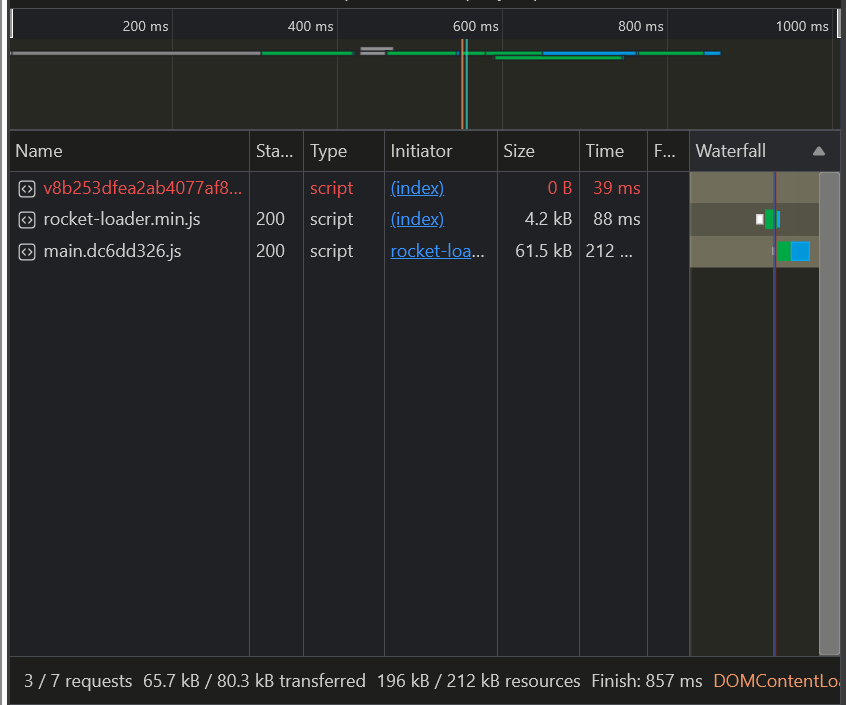 200 ms 400 ms 600 ms 800 ms 1000 ms
Name Sta... Type Initiator Size Time F... Waterfall
v8b253dfea2ab4077af8... script (index) 0 B 39 ms
rocket-loader.min.js 200 script (index) 4.2 kB 88 ms
main.dc6dd326.js 200 script rocket-loa... 61.5 kB 212 ...
3 / 7 requests 65.7 kB / 80.3 kB transferred 196 kB / 212 kB resources Finish: 857 ms DOMContentLo